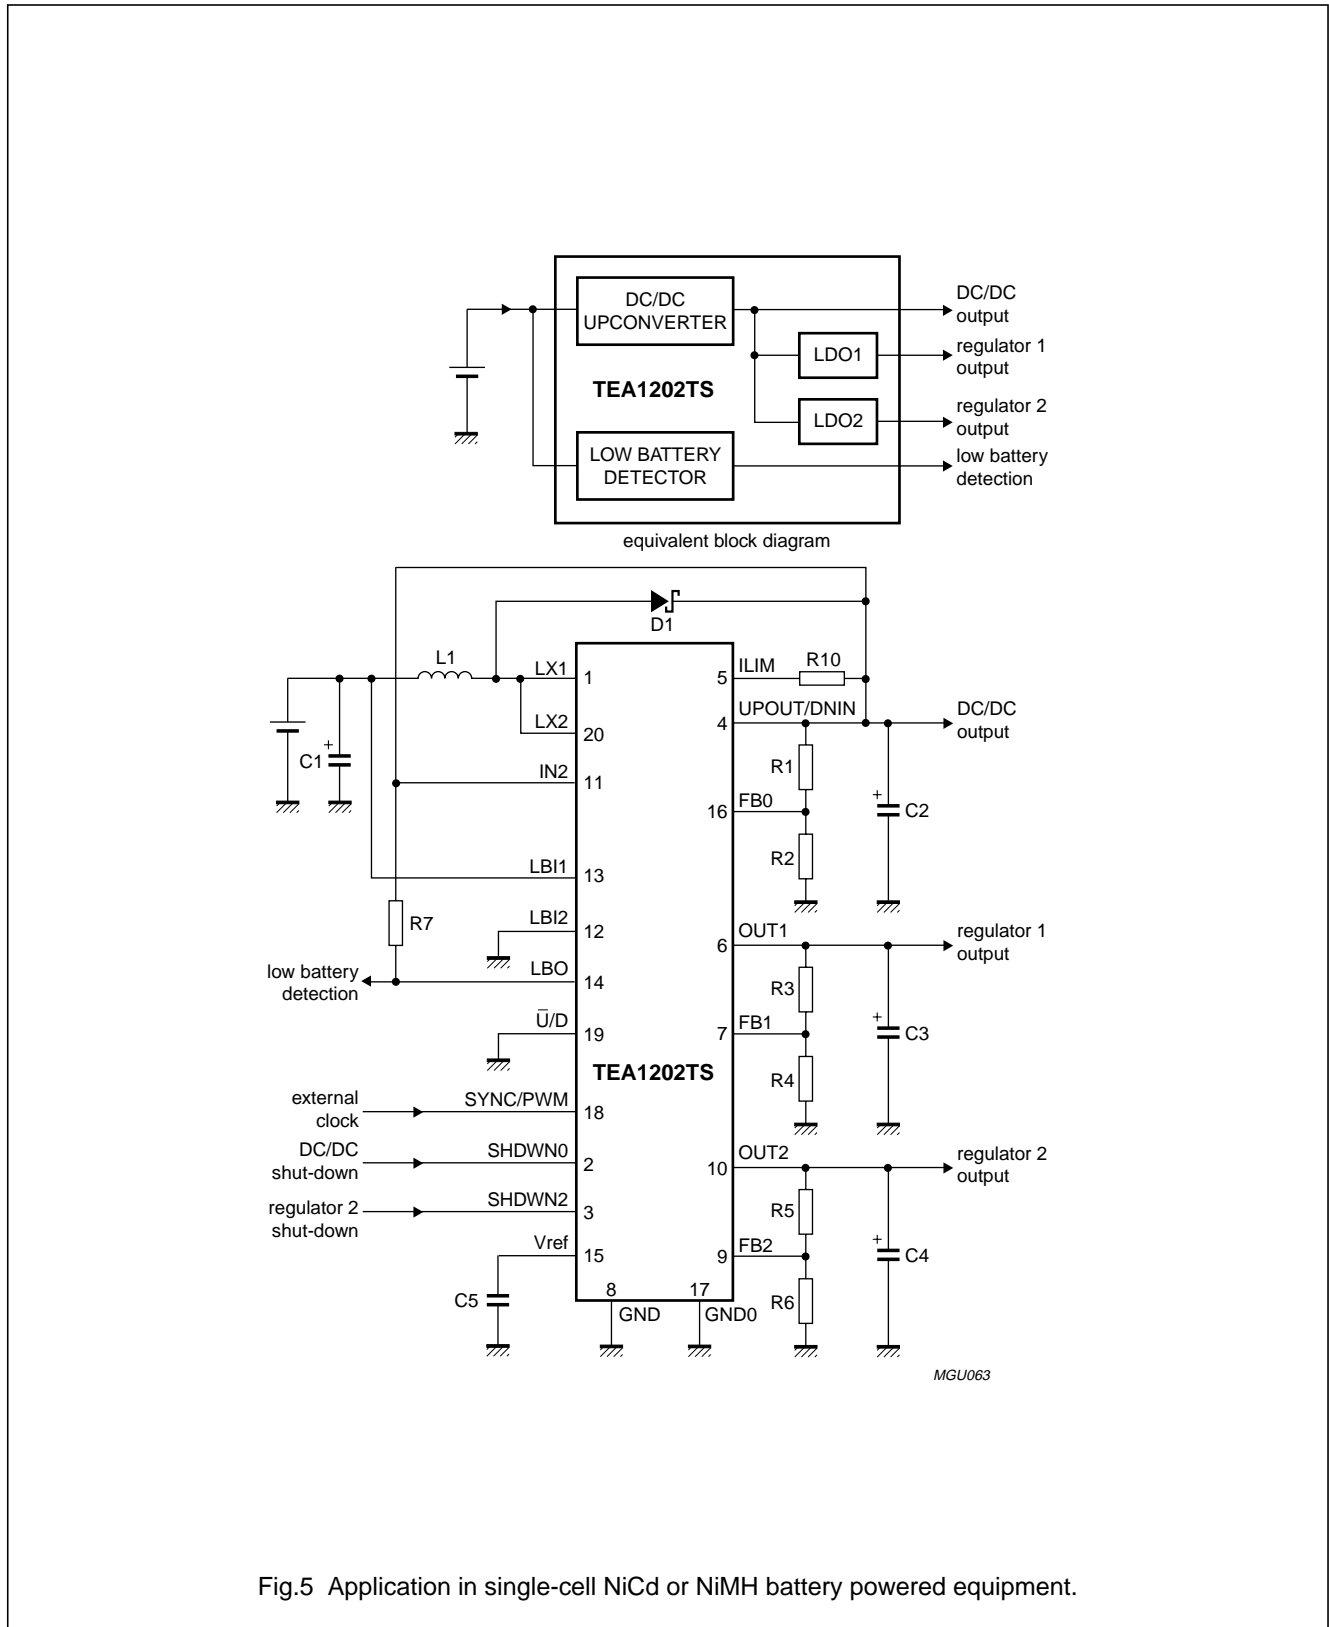 DC/DC
UPCONVERTER
DC/DC
output
LDO1
regulator 1
output
TEA1202TS
LDO2
regulator 2
output
LOW BATTERY
DETECTOR
low battery
detection
equivalent block diagram
D1
L1
LX1
1
5
ILIM
R10
LX2
20
4
UPOUT/DNIN
DC/DC
output
C1
+
IN2
11
R1
16
FB0
+
C2
R2
LBI1
13
R7
LBI2
12
6
OUT1
regulator 1
output
low battery
detection
LBO
14
R3
U̅/D
19
7
FB1
+
C3
TEA1202TS
R4
external
clock
SYNC/PWM
18
DC/DC
shut-down
SHDWN0
2
10
OUT2
regulator 2
output
regulator 2
shut-down
SHDWN2
3
R5
Vref
15
9
FB2
+
C4
C5
8
GND
17
GND0
R6
MGU063
Fig.5 Application in single-cell NiCd or NiMH battery powered equipment.